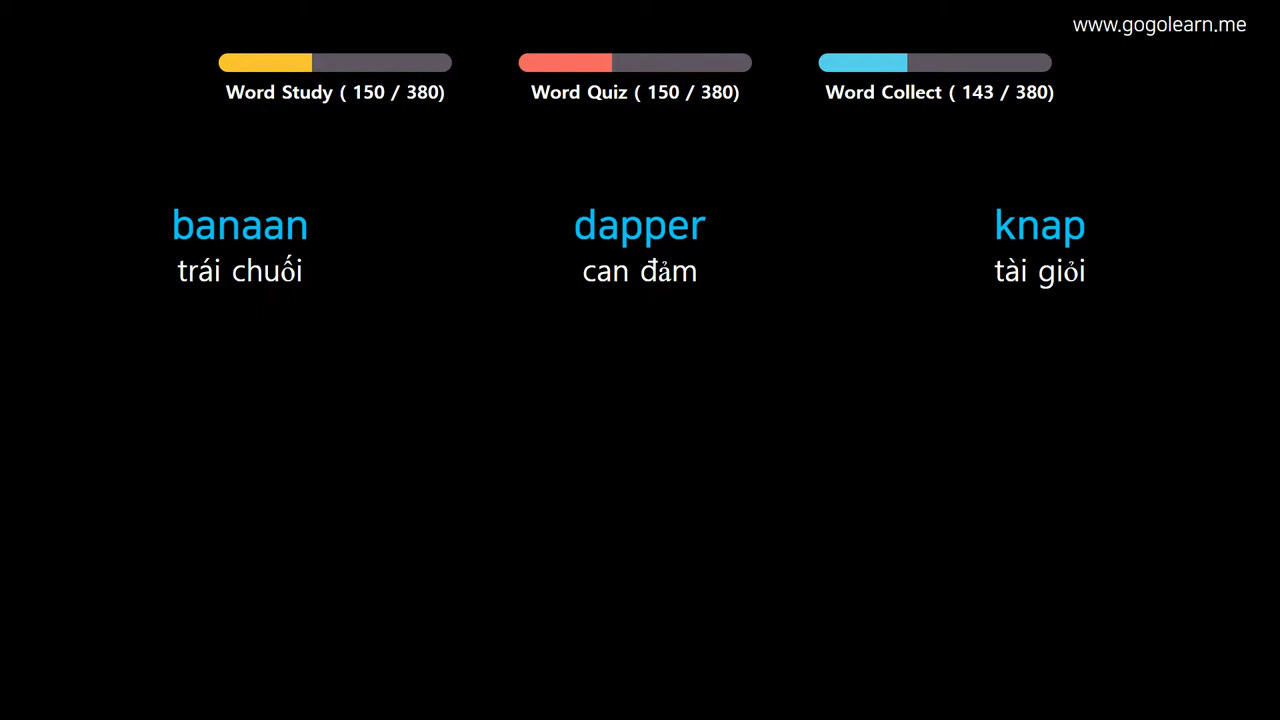 www.gogolearn.me
Word Study ( 150 / 380)
Word Quiz ( 150 / 380)
Word Collect ( 143 / 380)
banaan
trái chuối
dapper
can đảm
knap
tài giỏi